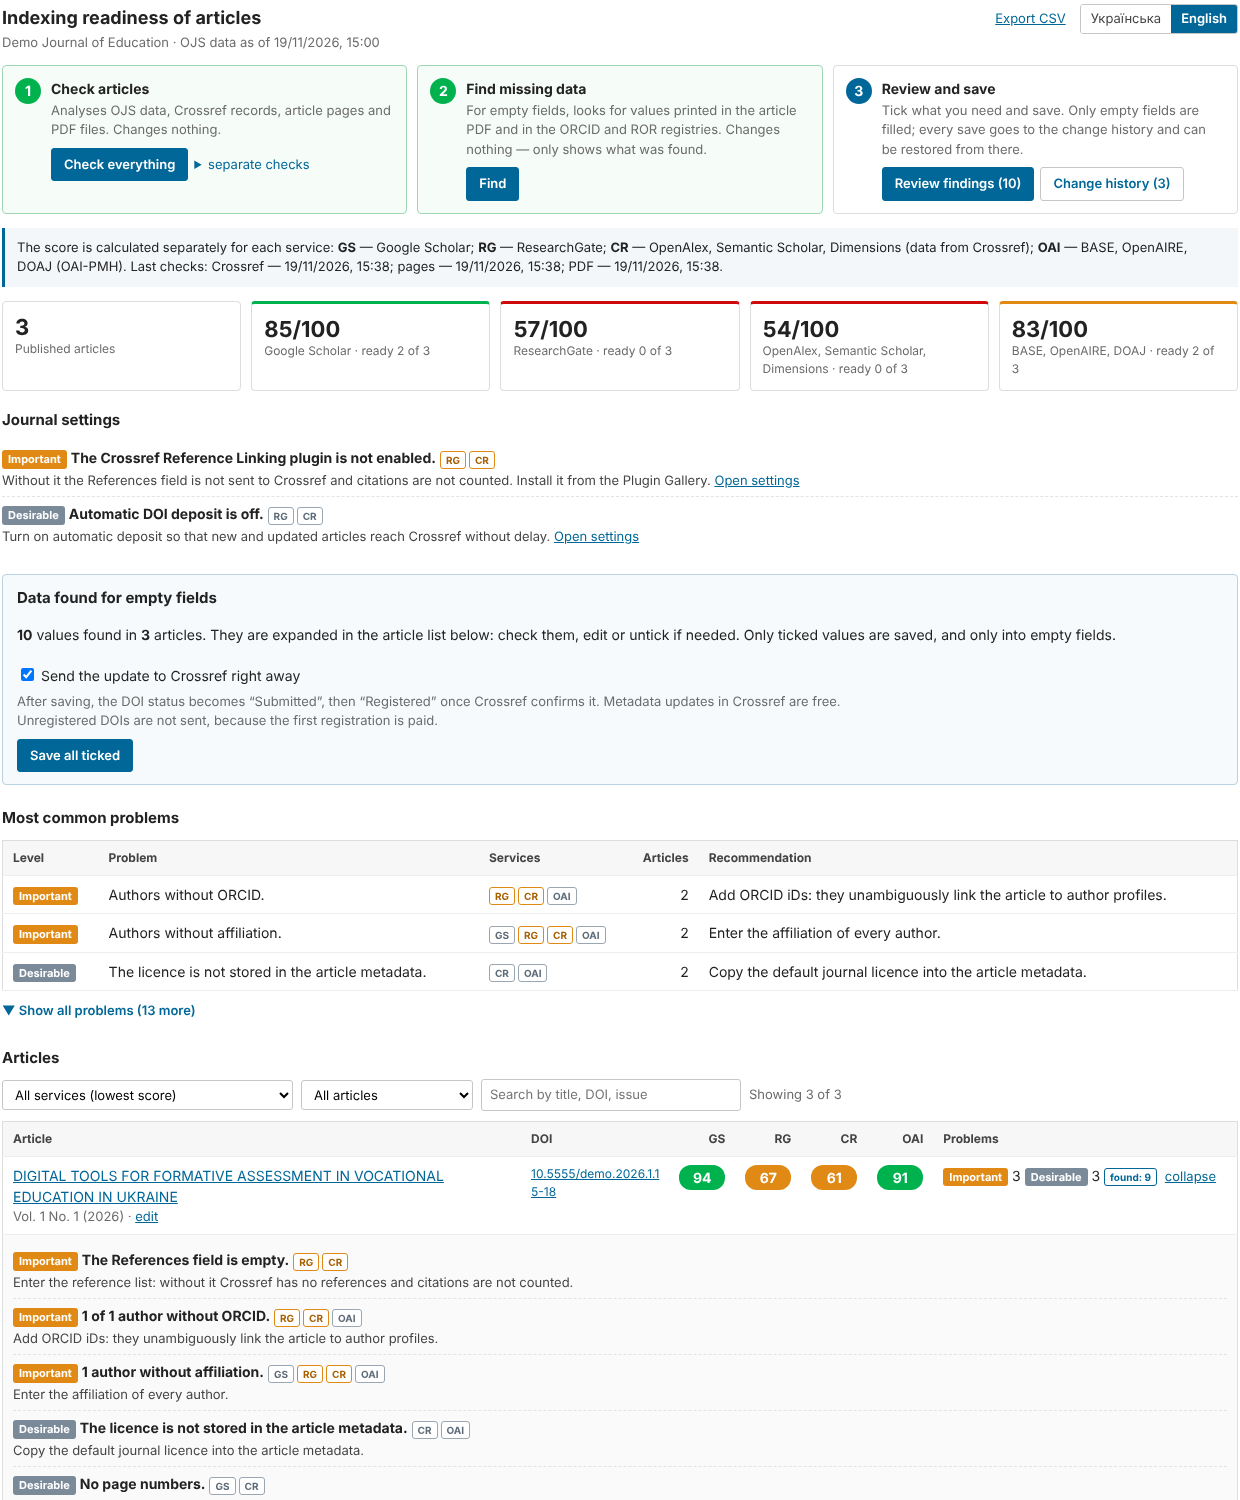 Indexing readiness of articles
Export CSV
Українська
English
Demo Journal of Education · OJS data as of 19/11/2026, 15:00
1
Check articles
Analyses OJS data, Crossref records, article pages and
PDF files. Changes nothing.
Check everything
▶ separate checks
2
Find missing data
For empty fields, looks for values printed in the article
PDF and in the ORCID and ROR registries. Changes
nothing — only shows what was found.
Find
3
Review and save
Tick what you need and save. Only empty fields are
filled; every save goes to the change history and can
be restored from there.
Review findings (10)
Change history (3)
The score is calculated separately for each service: GS — Google Scholar; RG — ResearchGate; CR — OpenAlex, Semantic Scholar, Dimensions (data from Crossref); OAI — BASE, OpenAIRE,
DOAJ (OAI-PMH). Last checks: Crossref — 19/11/2026, 15:38; pages — 19/11/2026, 15:38; PDF — 19/11/2026, 15:38.
3
Published articles
85/100
Google Scholar · ready 2 of 3
57/100
ResearchGate · ready 0 of 3
54/100
OpenAlex, Semantic Scholar,
Dimensions · ready 0 of 3
83/100
BASE, OpenAIRE, DOAJ · ready 2 of
3
Journal settings
Important The Crossref Reference Linking plugin is not enabled. RG CR
Without it the References field is not sent to Crossref and citations are not counted. Install it from the Plugin Gallery. Open settings
Desirable Automatic DOI deposit is off. RG CR
Turn on automatic deposit so that new and updated articles reach Crossref without delay. Open settings
Data found for empty fields
10 values found in 3 articles. They are expanded in the article list below: check them, edit or untick if needed. Only ticked values are saved, and only into empty fields.
Send the update to Crossref right away
After saving, the DOI status becomes “Submitted”, then “Registered” once Crossref confirms it. Metadata updates in Crossref are free.
Unregistered DOIs are not sent, because the first registration is paid.
Save all ticked
Most common problems
Level Problem Services Articles Recommendation
Important Authors without ORCID. RG CR OAI 2 Add ORCID iDs: they unambiguously link the article to author profiles.
Important Authors without affiliation. GS RG CR OAI 2 Enter the affiliation of every author.
Desirable The licence is not stored in the article metadata. CR OAI 2 Copy the default journal licence into the article metadata.
▼ Show all problems (13 more)
Articles
All services (lowest score) All articles Search by title, DOI, issue Showing 3 of 3
Article DOI GS RG CR OAI Problems
DIGITAL TOOLS FOR FORMATIVE ASSESSMENT IN VOCATIONAL
EDUCATION IN UKRAINE
Vol. 1 No. 1 (2026) · edit
10.5555/demo.2026.1.1
5-18
94 67 61 91 Important 3 Desirable 3 found: 9 collapse
Important The References field is empty. RG CR
Enter the reference list: without it Crossref has no references and citations are not counted.
Important 1 of 1 author without ORCID. RG CR OAI
Add ORCID iDs: they unambiguously link the article to author profiles.
Important 1 author without affiliation. GS RG CR OAI
Enter the affiliation of every author.
Desirable The licence is not stored in the article metadata. CR OAI
Copy the default journal licence into the article metadata.
Desirable No page numbers. GS CR